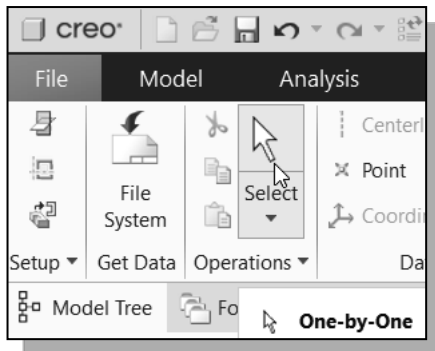 creo
File Model Analysis
Centerl
Point
File System
Select
Coordin
Setup Get Data Operations Da
Model Tree Fo
One-by-One